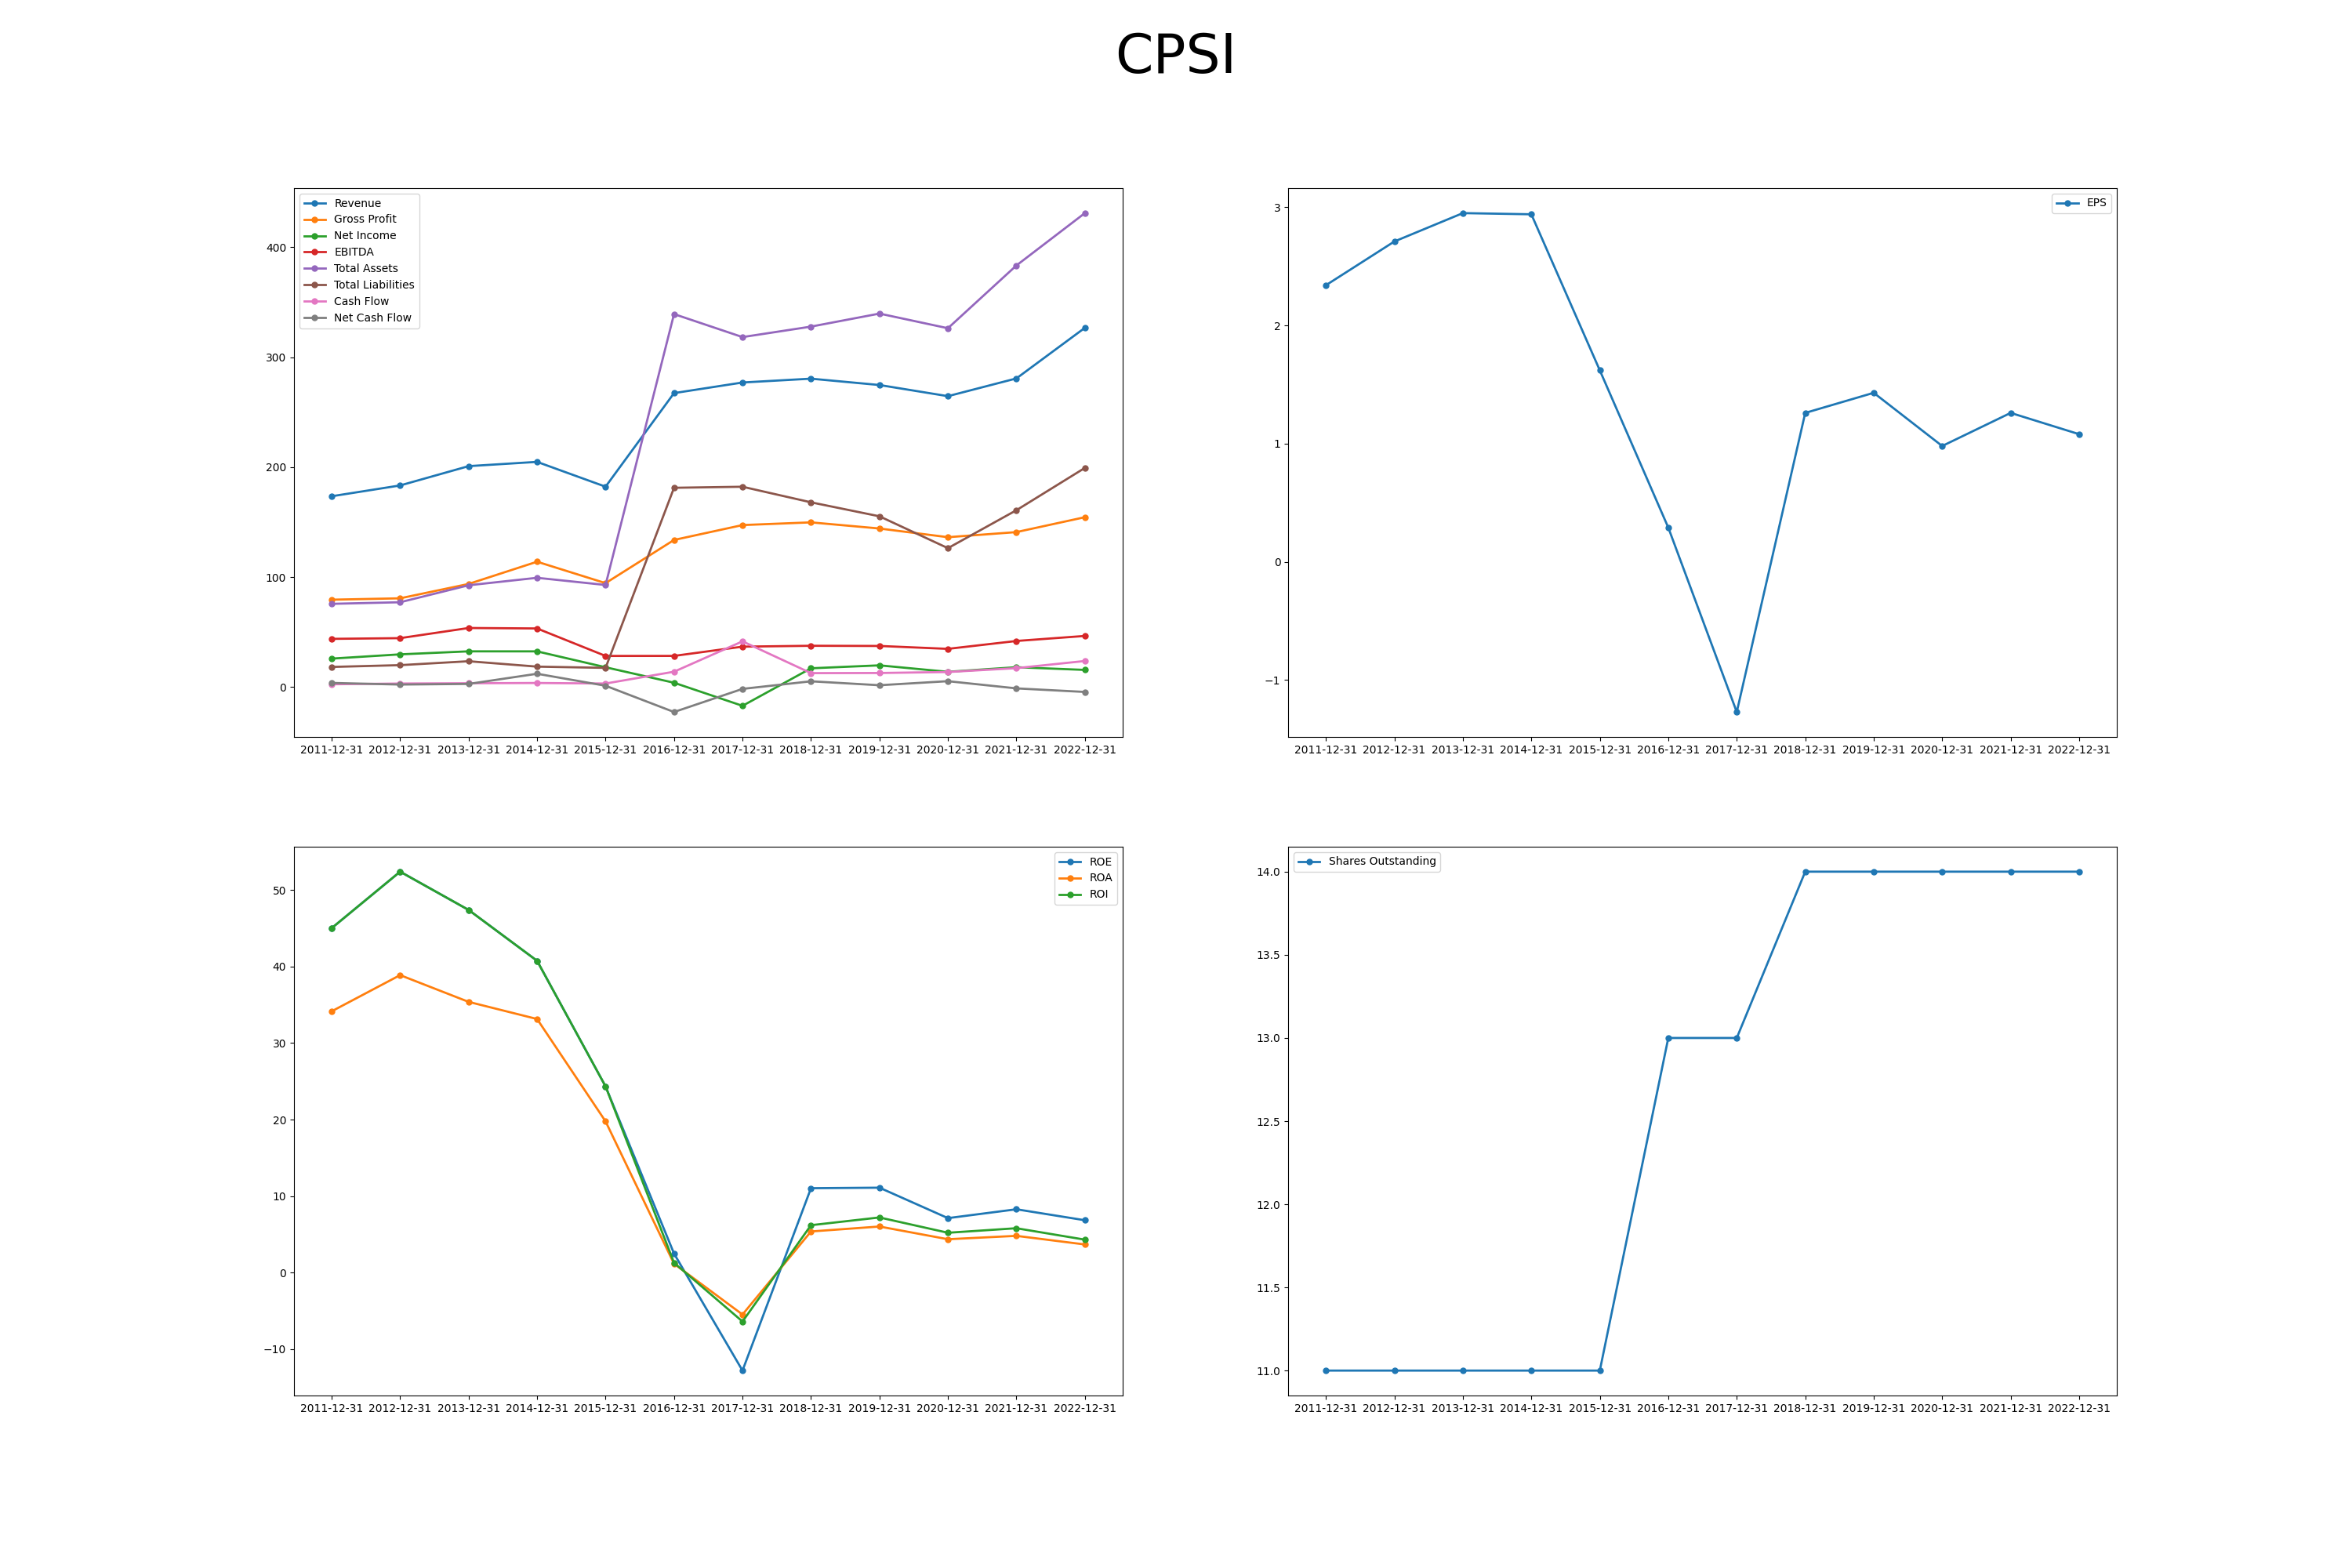 CPSI
Revenue
Gross Profit
Net Income
EBITDA
Total Assets
Total Liabilities
Cash Flow
Net Cash Flow
400
300
200
100
0
2011-12-31 2012-12-31 2013-12-31 2014-12-31 2015-12-31 2016-12-31 2017-12-31 2018-12-31 2019-12-31 2020-12-31 2021-12-31 2022-12-31
EPS
3
2
1
0
−1
2011-12-31 2012-12-31 2013-12-31 2014-12-31 2015-12-31 2016-12-31 2017-12-31 2018-12-31 2019-12-31 2020-12-31 2021-12-31 2022-12-31
ROE
ROA
ROI
50
40
30
20
10
0
−10
2011-12-31 2012-12-31 2013-12-31 2014-12-31 2015-12-31 2016-12-31 2017-12-31 2018-12-31 2019-12-31 2020-12-31 2021-12-31 2022-12-31
Shares Outstanding
14.0
13.5
13.0
12.5
12.0
11.5
11.0
2011-12-31 2012-12-31 2013-12-31 2014-12-31 2015-12-31 2016-12-31 2017-12-31 2018-12-31 2019-12-31 2020-12-31 2021-12-31 2022-12-31